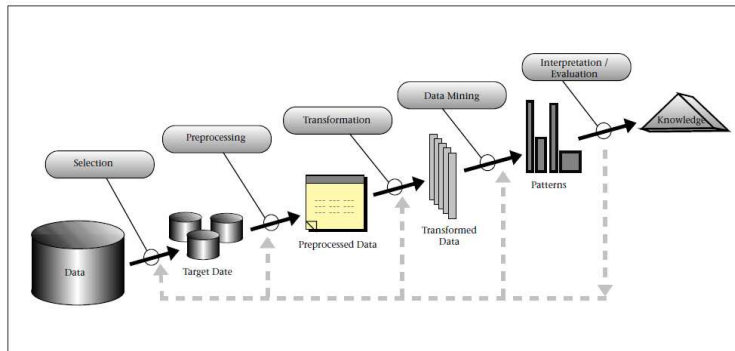 Interpretation /
Evaluation
Data Mining
Knowledge
Transformation
Preprocessing
Selection
Patterns
Transformed
Data
Preprocessed Data
Target Date
Data